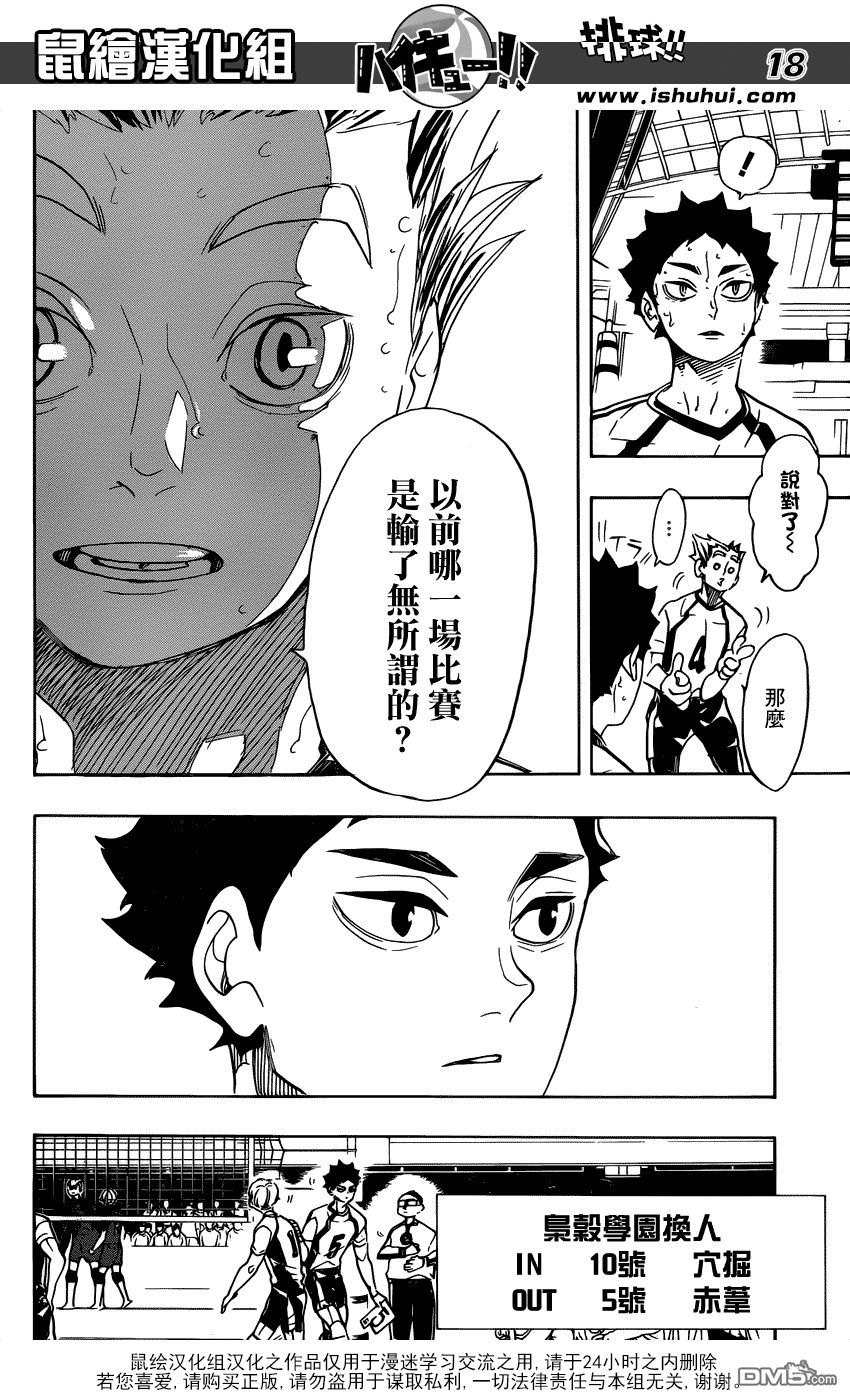 鼠繪漢化組
ハイキュー!!
排球!!
18
www.ishuhui.com
!
說對了~
…
那麼
以前哪一場比賽
是輸了無所謂的?
4
6
5
梟穀學園換人
IN 10號 穴掘
OUT 5號 赤葦
鼠绘汉化组汉化之作品仅用于漫迷学习交流之用,请于24小时之内删除
若您喜爱,请购买正版,请勿盗用于谋取私利,一切法律责任与本组无关,谢谢.
DM5.com